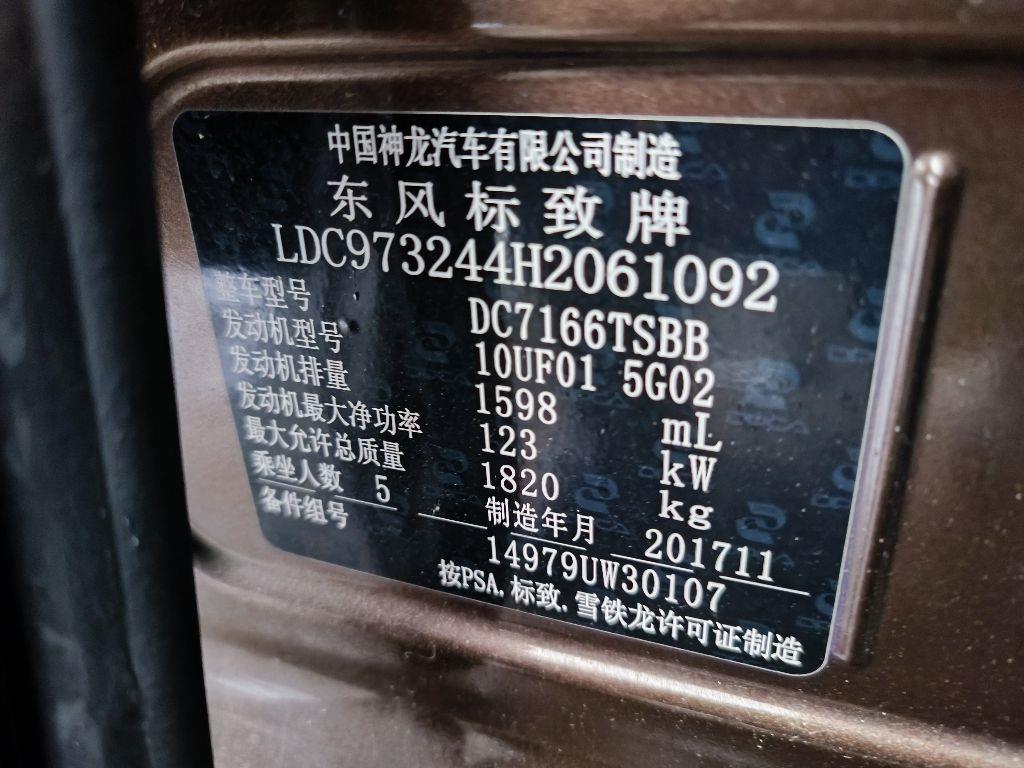 中国神龙汽车有限公司制造
东风标致牌
LDC973244H2061092
整车型号 DC7166TSBB
发动机型号 10UF01 5G02
发动机排量 1598 mL
发动机最大净功率 123 kW
最大允许总质量 1820 kg
乘坐人数 5 制造年月 201711
备件组号 14979UW30107
按PSA.标致.雪铁龙许可证制造